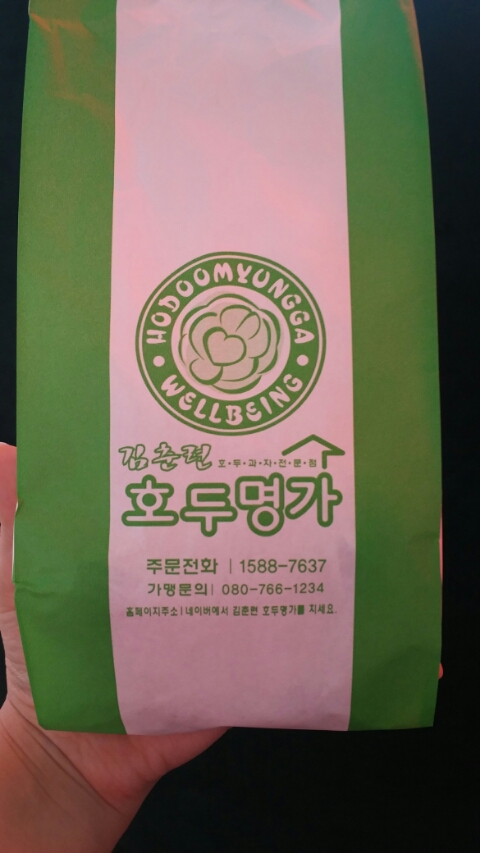 HODOOMYUNGGA
WELLBEING
김춘련 호·두·과·자·전·문·점
호두명가
주문전화 | 1588-7637
가맹문의 | 080-766-1234
홈페이지주소 | 네이버에서 김춘련 호두명가를 치세요.